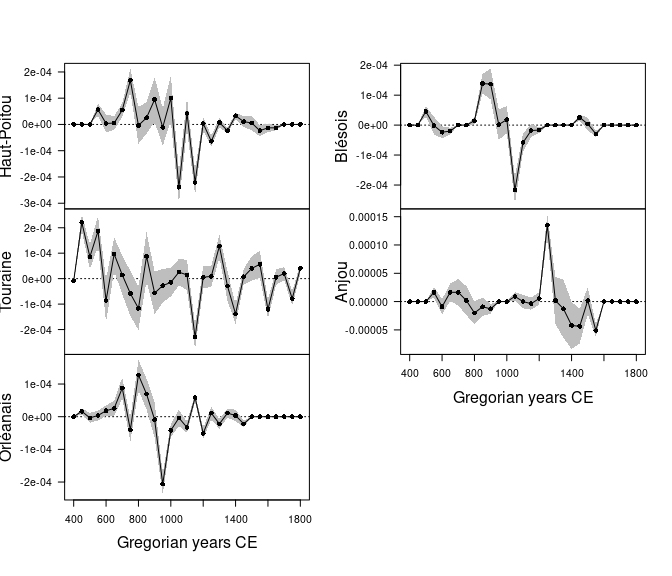 Haut-Poitou
2e-04
1e-04
0e+00
-1e-04
-2e-04
-3e-04
Touraine
2e-04
1e-04
0e+00
-1e-04
-2e-04
Orléanais
1e-04
0e+00
-1e-04
-2e-04
400 600 800 1000 1400 1800
Gregorian years CE
Blésois
2e-04
1e-04
0e+00
-1e-04
-2e-04
Anjou
0.00015
0.00010
0.00005
0.00000
-0.00005
400 600 800 1000 1400 1800
Gregorian years CE